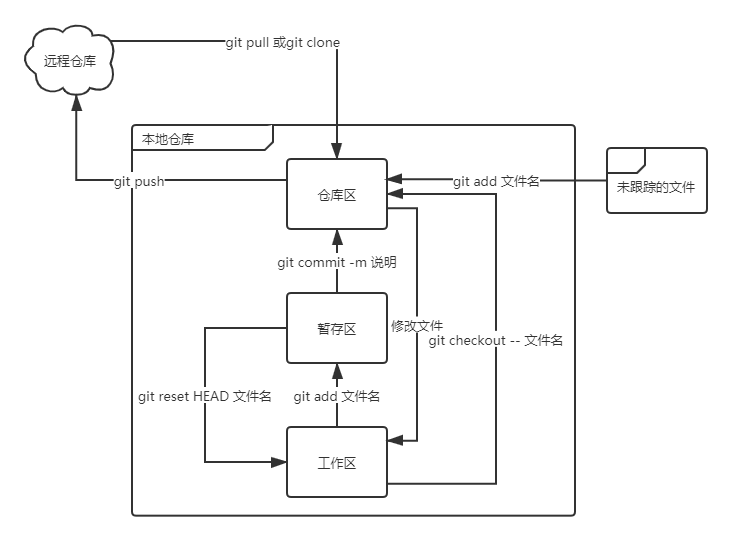 git pull 或git clone
远程仓库
本地仓库
git push
仓库区
git add 文件名
未跟踪的文件
git commit -m 说明
暂存区
修改文件
git checkout -- 文件名
git reset HEAD 文件名
git add 文件名
工作区